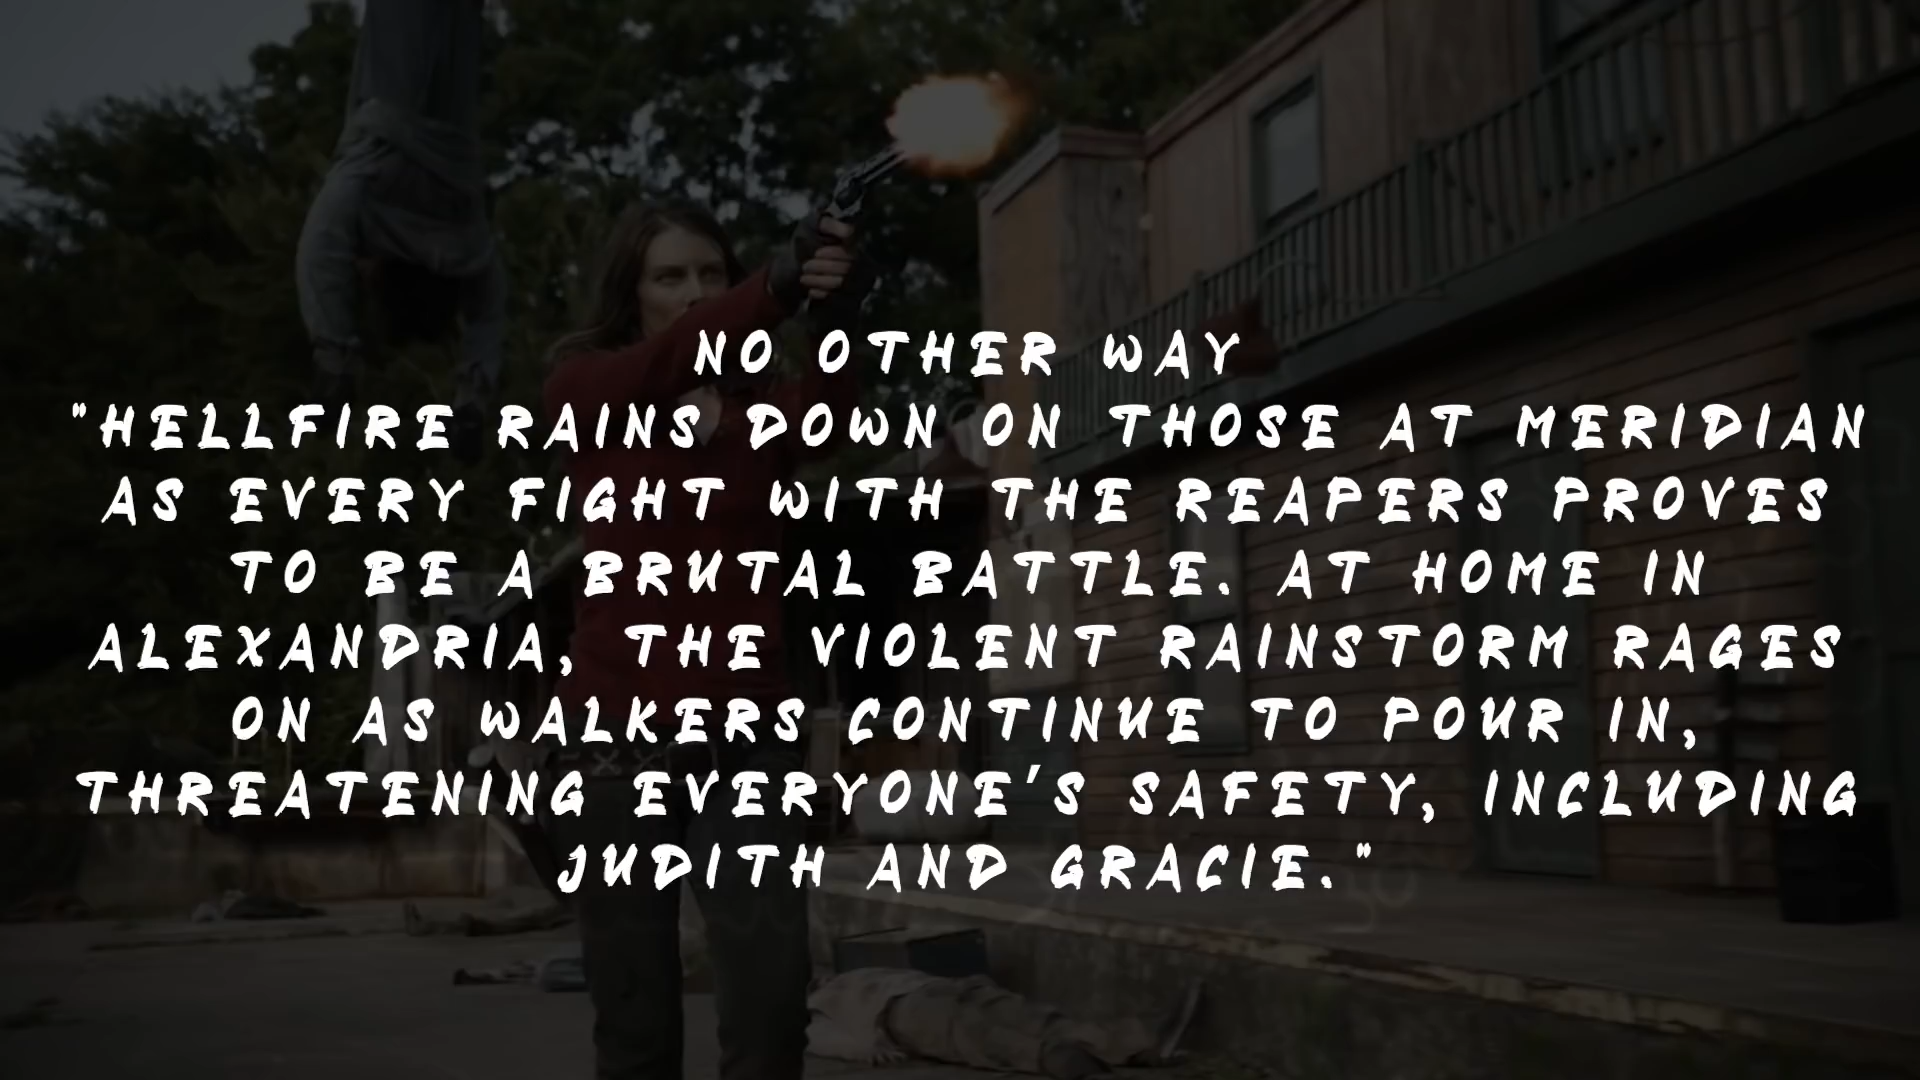 NO OTHER WAY
"HELLFIRE RAINS DOWN ON THOSE AT MERIDIAN
AS EVERY FIGHT WITH THE REAPERS PROVES
TO BE A BRUTAL BATTLE. AT HOME IN
ALEXANDRIA, THE VIOLENT RAINSTORM RAGES
ON AS WALKERS CONTINUE TO POUR IN,
THREATENING EVERYONE'S SAFETY, INCLUDING
JUDITH AND GRACIE."